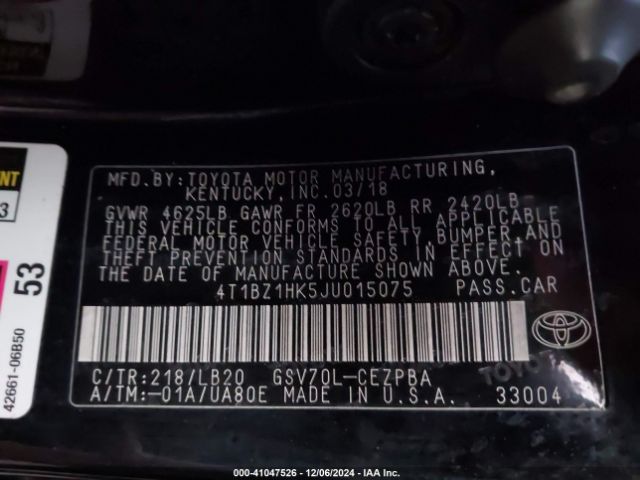 MFD.BY:TOYOTA MOTOR MANUFACTURING,
KENTUCKY, INC.03/18
GVWR 4625LB GAWR FR 2620LB RR 2420LB
THIS VEHICLE CONFORMS TO ALL APPLICABLE
FEDERAL MOTOR VEHICLE SAFETY,BUMPER,AND
THEFT PREVENTION STANDARDS IN EFFECT ON
THE DATE OF MANUFACTURE SHOWN ABOVE.
4T1BZ1HK5JU015075 PASS.CAR
C/TR:218/LB20 GSV70L-CEZPBA
A/TM:-01A/UA80E MADE IN U.S.A. 33004
TOYOTA
53
42661-06B50
000-41047526 - 12/06/2024 - IAA Inc.